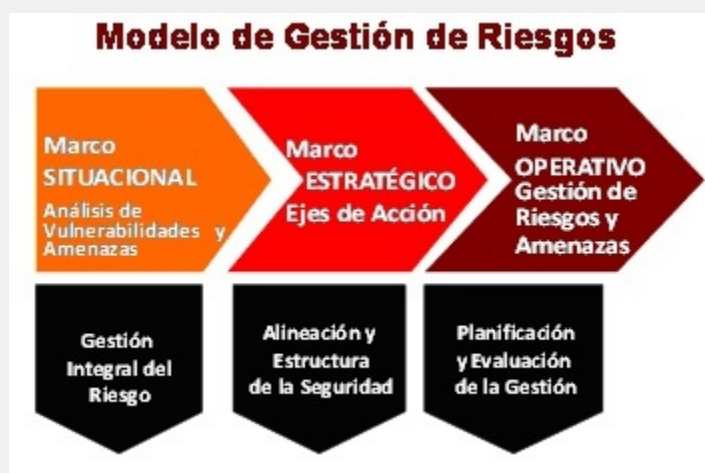 Modelo de Gestión de Riesgos
Marco
SITUACIONAL
Análisis de
Vulnerabilidades y
Amenazas
Marco
ESTRATÉGICO
Ejes de Acción
Marco
OPERATIVO
Gestión de
Riesgos y
Amenazas
Gestión
Integral del
Riesgo
Alineación y
Estructura
de la Seguridad
Planificación
y Evaluación
de la Gestión